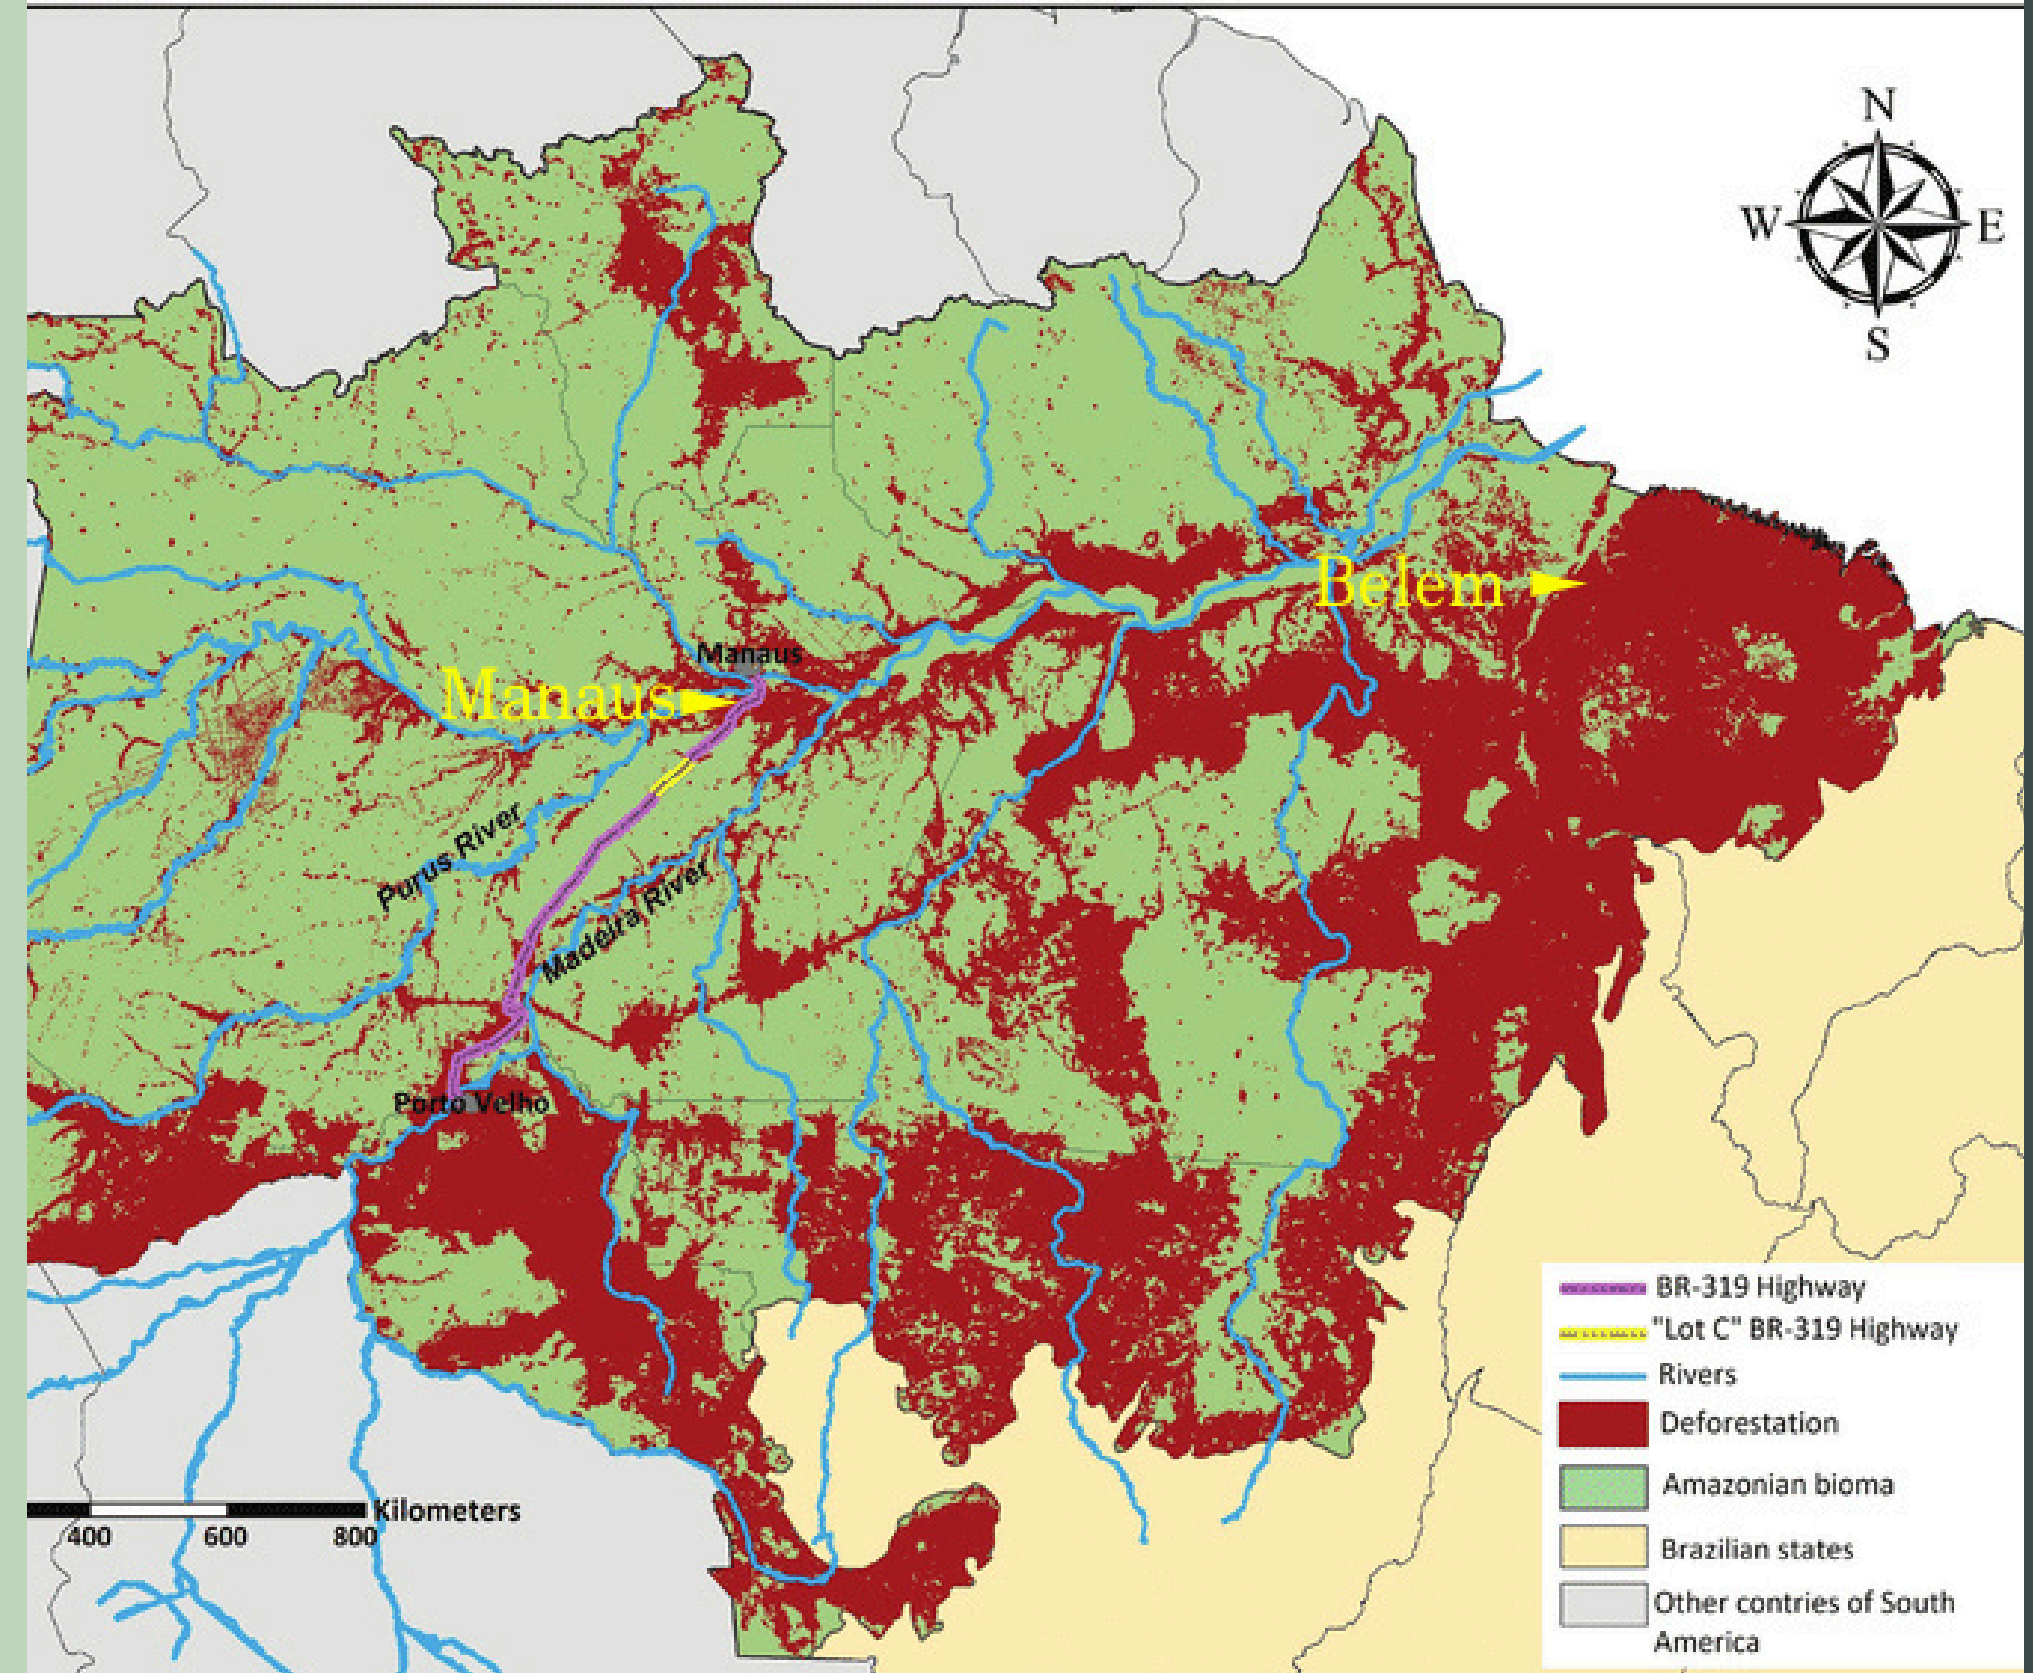 N
W
E
S
Belem
Manaus
Manaus
Purus River
Madeira River
Porto Velho
Kilometers
400 600 800
BR-319 Highway
"Lot C" BR-319 Highway
Rivers
Deforestation
Amazonian bioma
Brazilian states
Other contries of South
America